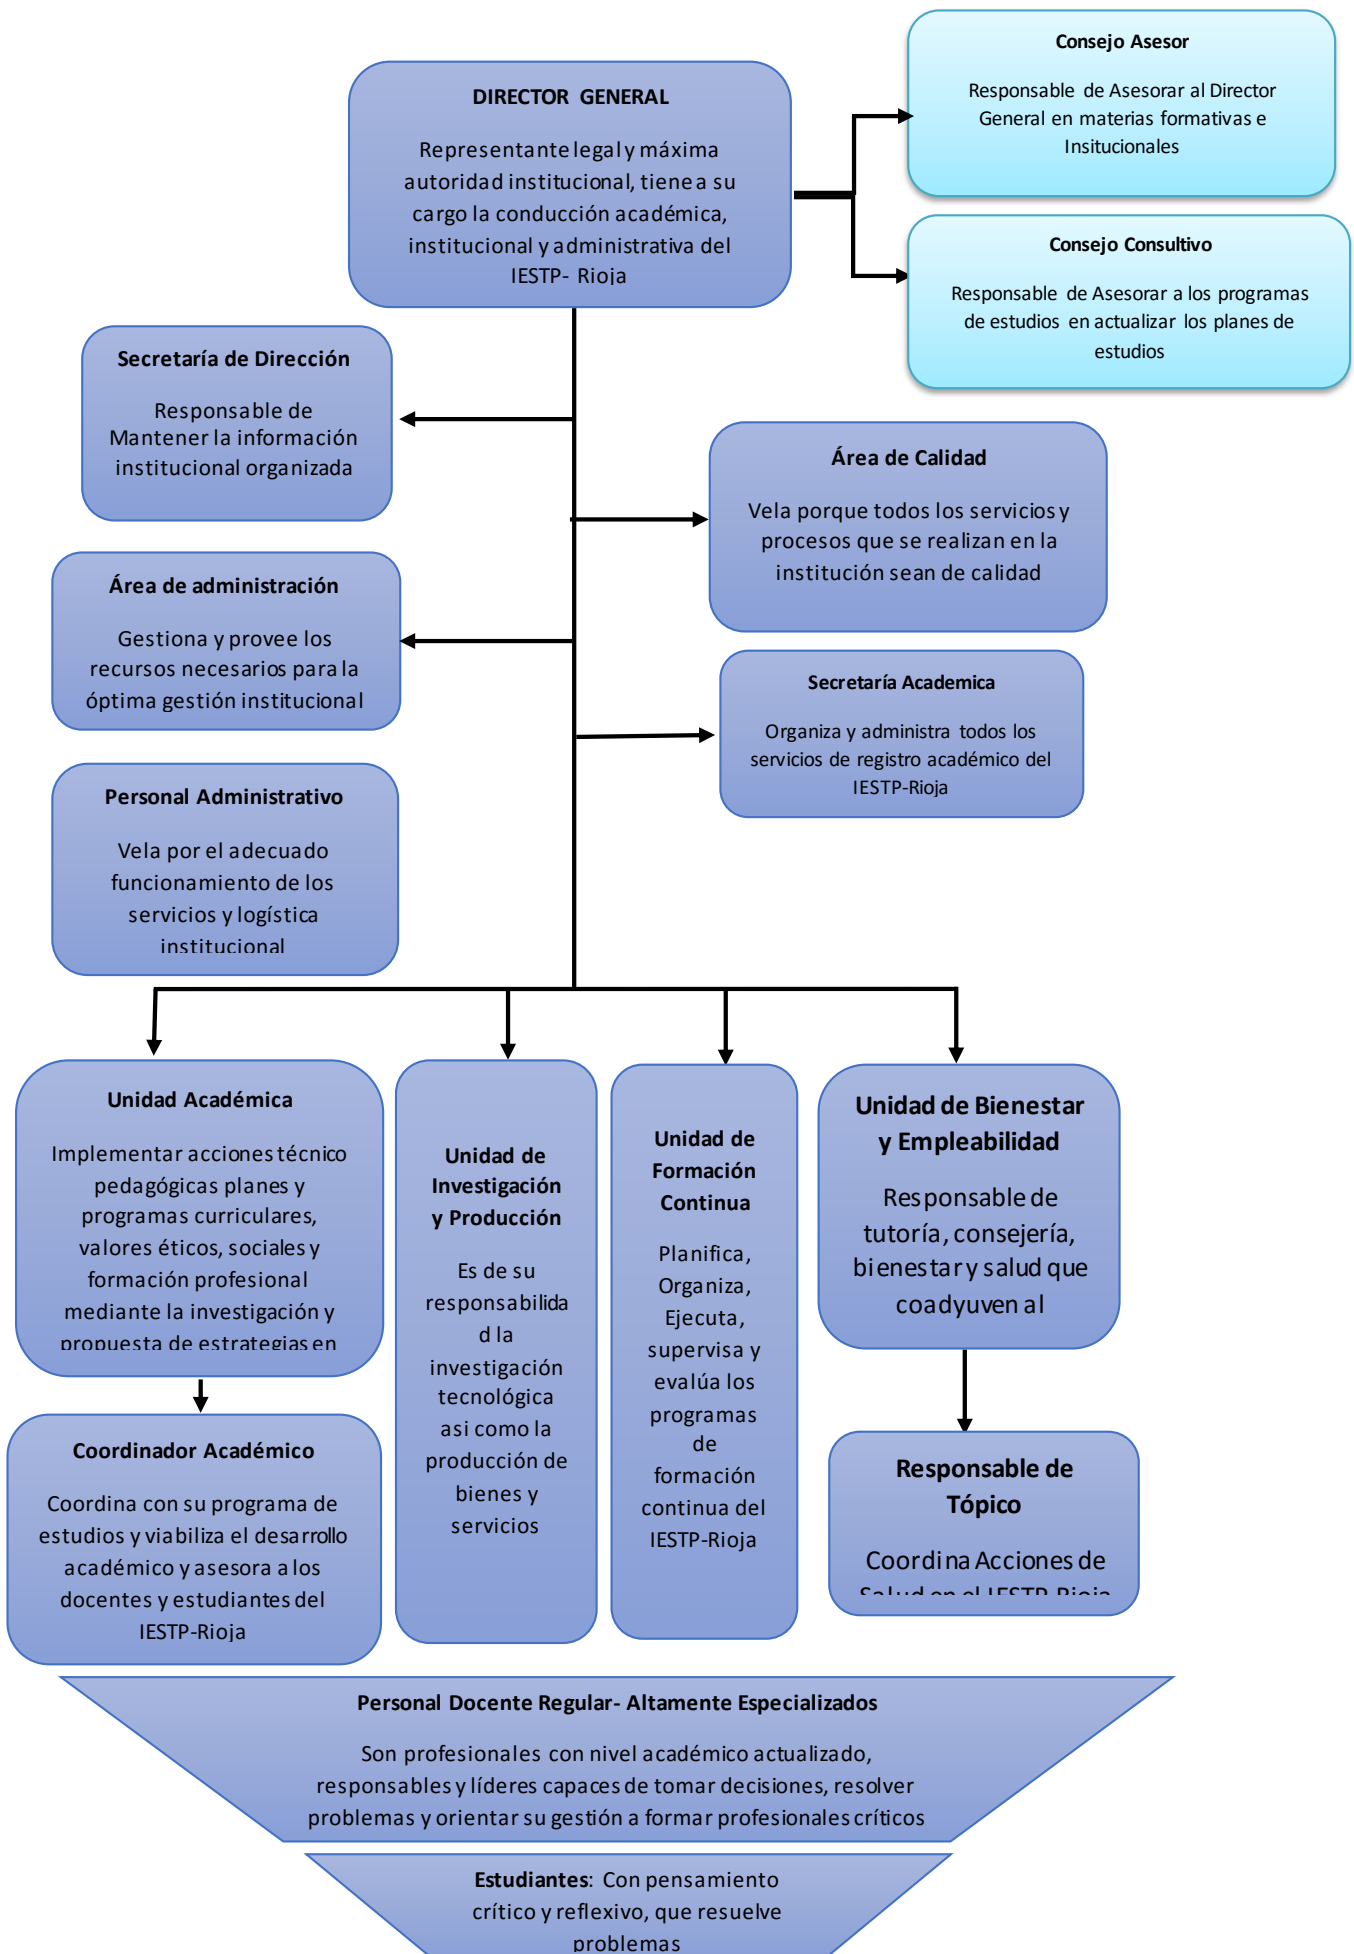 Consejo Asesor
Responsable de Asesorar al Director
General en materias formativas e
Insitucionales
DIRECTOR GENERAL
Representante legal y máxima
autoridad institucional, tiene a su
cargo la conducción académica,
institucional y administrativa del
IESTP- Rioja
Consejo Consultivo
Responsable de Asesorar a los programas
de estudios en actualizar los planes de
estudios
Secretaría de Dirección
Responsable de
Mantener la información
institucional organizada
Área de Calidad
Vela porque todos los servicios y
procesos que se realizan en la
institución sean de calidad
Área de administración
Gestiona y provee los
recursos necesarios para la
óptima gestión institucional
Secretaría Academica
Organiza y administra todos los
servicios de registro académico del
IESTP-Rioja
Personal Administrativo
Vela por el adecuado
funcionamiento de los
servicios y logística
institucional
Unidad Académica
Implementar acciones técnico
pedagógicas planes y
programas curriculares,
valores éticos, sociales y
formación profesional
mediante la investigación y
propuesta de estrategias en
Unidad de
Investigación
y Producción
Es de su
responsabilida
d la
investigación
tecnológica
asi como la
producción de
bienes y
servicios
Unidad de
Formación
Continua
Planifica,
Organiza,
Ejecuta,
supervisa y
evalúa los
programas
de
formación
continua del
IESTP-Rioja
Unidad de Bienestar
y Empleabilidad
Responsable de
tutoría, consejería,
bienestar y salud que
coadyuven al
Coordinador Académico
Coordina con su programa de
estudios y viabiliza el desarrollo
académico y asesora a los
docentes y estudiantes del
IESTP-Rioja
Responsable de
Tópico
Coordina Acciones de
Salud en el IESTP-Rioja
Personal Docente Regular- Altamente Especializados
Son profesionales con nivel académico actualizado,
responsables y líderes capaces de tomar decisiones, resolver
problemas y orientar su gestión a formar profesionales críticos
Estudiantes: Con pensamiento
crítico y reflexivo, que resuelve
problemas